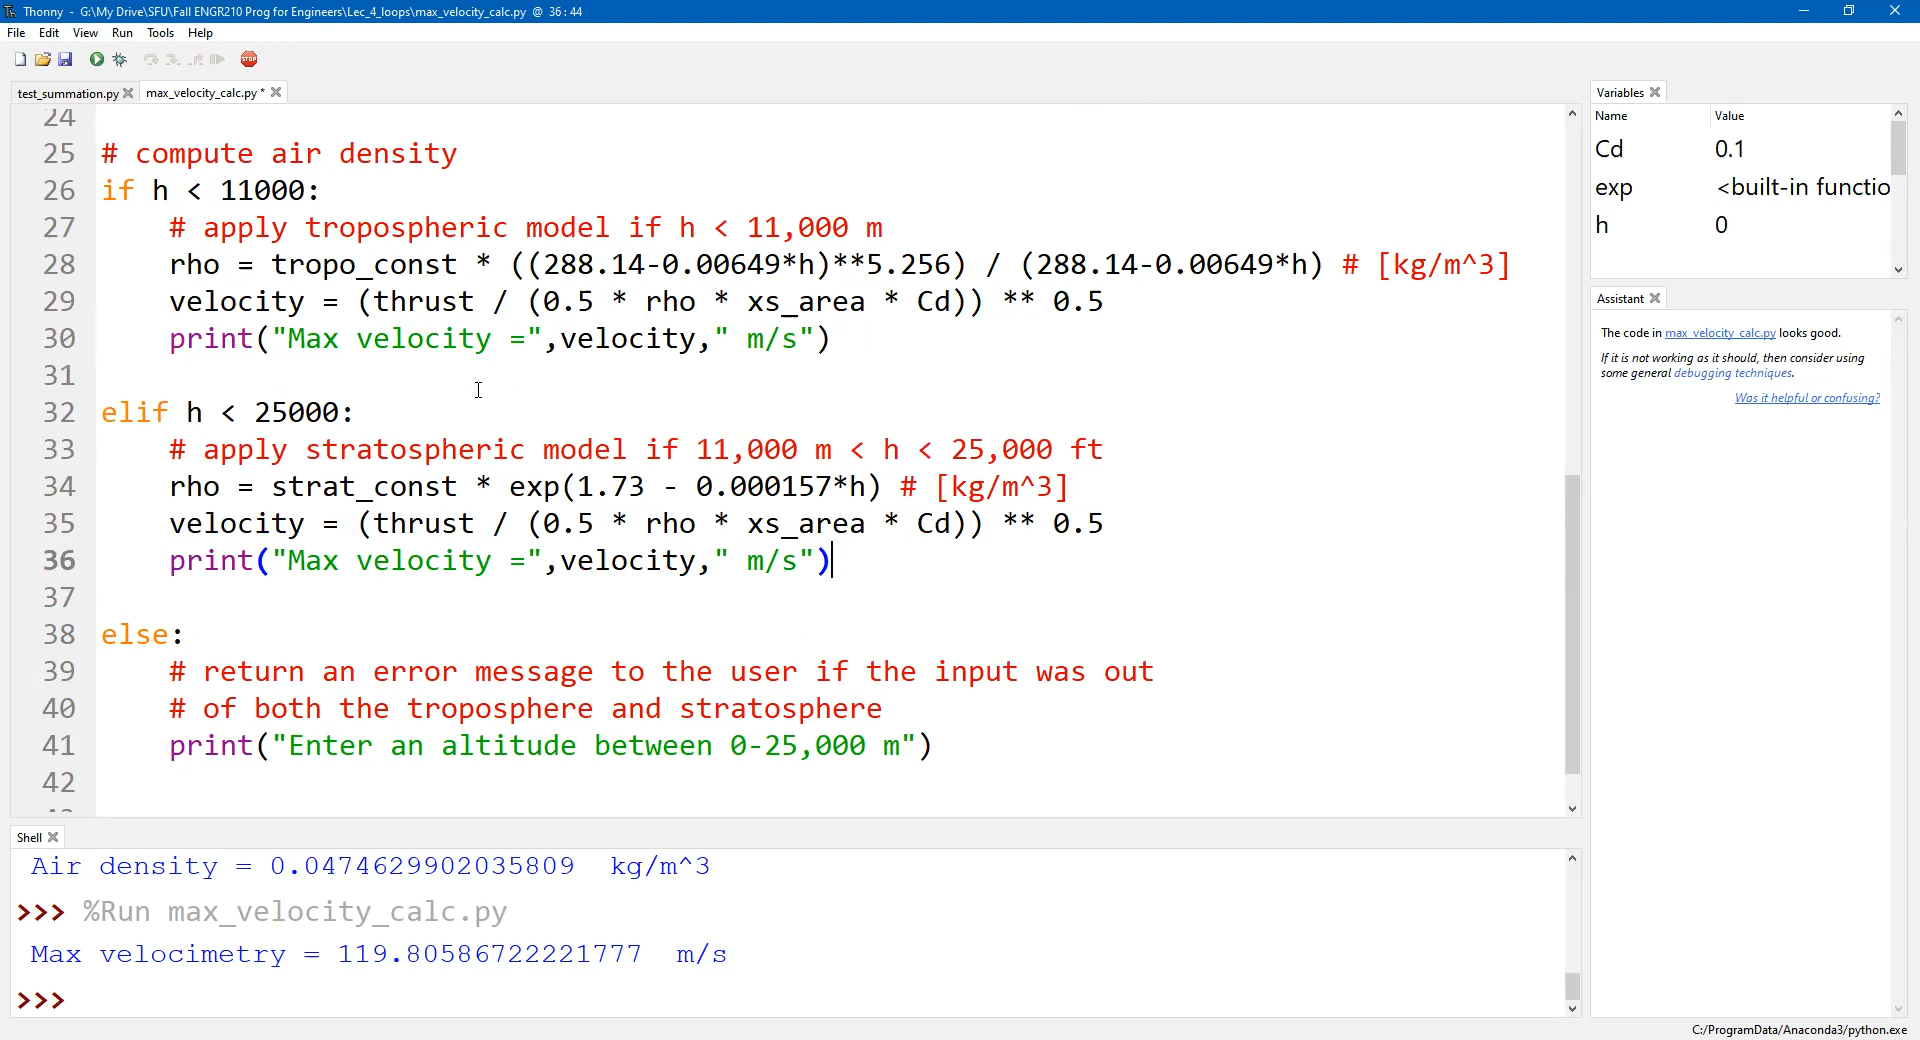 Thonny - G:\My Drive\SFU\Fall ENGR210 Prog for Engineers\Lec_4_loops\max_velocity_calc.py @ 36 : 44
File Edit View Run Tools Help
STOP
test_summation.py
max_velocity_calc.py *
24
25 # compute air density
26 if h < 11000:
27     # apply tropospheric model if h < 11,000 m
28     rho = tropo_const * ((288.14-0.00649*h)**5.256) / (288.14-0.00649*h) # [kg/m^3]
29     velocity = (thrust / (0.5 * rho * xs_area * Cd)) ** 0.5
30     print("Max velocity =",velocity," m/s")
31
32 elif h < 25000:
33     # apply stratospheric model if 11,000 m < h < 25,000 ft
34     rho = strat_const * exp(1.73 - 0.000157*h) # [kg/m^3]
35     velocity = (thrust / (0.5 * rho * xs_area * Cd)) ** 0.5
36     print("Max velocity =",velocity," m/s")
37
38 else:
39     # return an error message to the user if the input was out
40     # of both the troposphere and stratosphere
41     print("Enter an altitude between 0-25,000 m")
42
Shell
Air density = 0.0474629902035809  kg/m^3
>>> %Run max_velocity_calc.py
Max velocimetry = 119.80586722221777  m/s
>>>
Variables
Name Value
Cd 0.1
exp <built-in functio
h 0
Assistant
The code in max_velocity_calc.py looks good.
If it is not working as it should, then consider using
some general debugging techniques.
Was it helpful or confusing?
C:/ProgramData/Anaconda3/python.exe